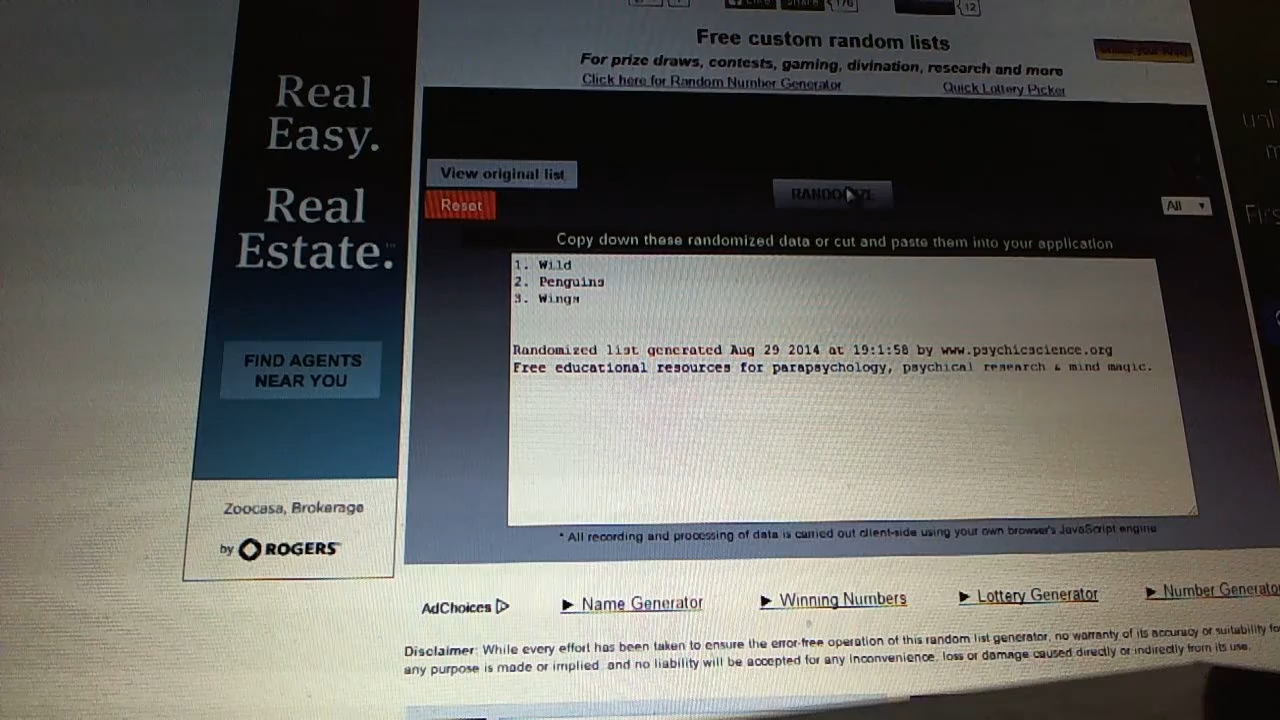 Free custom random lists
For prize draws, contests, gaming, divination, research and more
Click here for Random Number Generator
Quick Lottery Picker
Real
Easy.
Real
Estate.
FIND AGENTS
NEAR YOU
Zoocasa, Brokerage
by ROGERS
View original list
Reset
All
Copy down these randomized data or cut and paste them into your application
1. Wild
2. Penguins
3. Wings
Randomized list generated Aug 29 2014 at 19:1:58 by www.psychicscience.org
Free educational resources for parapsychology, psychical research & mind magic.
* All recording and processing of data is carried out client-side using your own browser's JavaScript engine
AdChoices
Name Generator
Winning Numbers
Lottery Generator
Number Generato
Disclaimer: While every effort has been taken to ensure the error-free operation of this random list generator, no warranty of its accuracy or suitability fo
any purpose is made or implied and no liability will be accepted for any inconvenience, loss or damage caused directly or indirectly from its use.